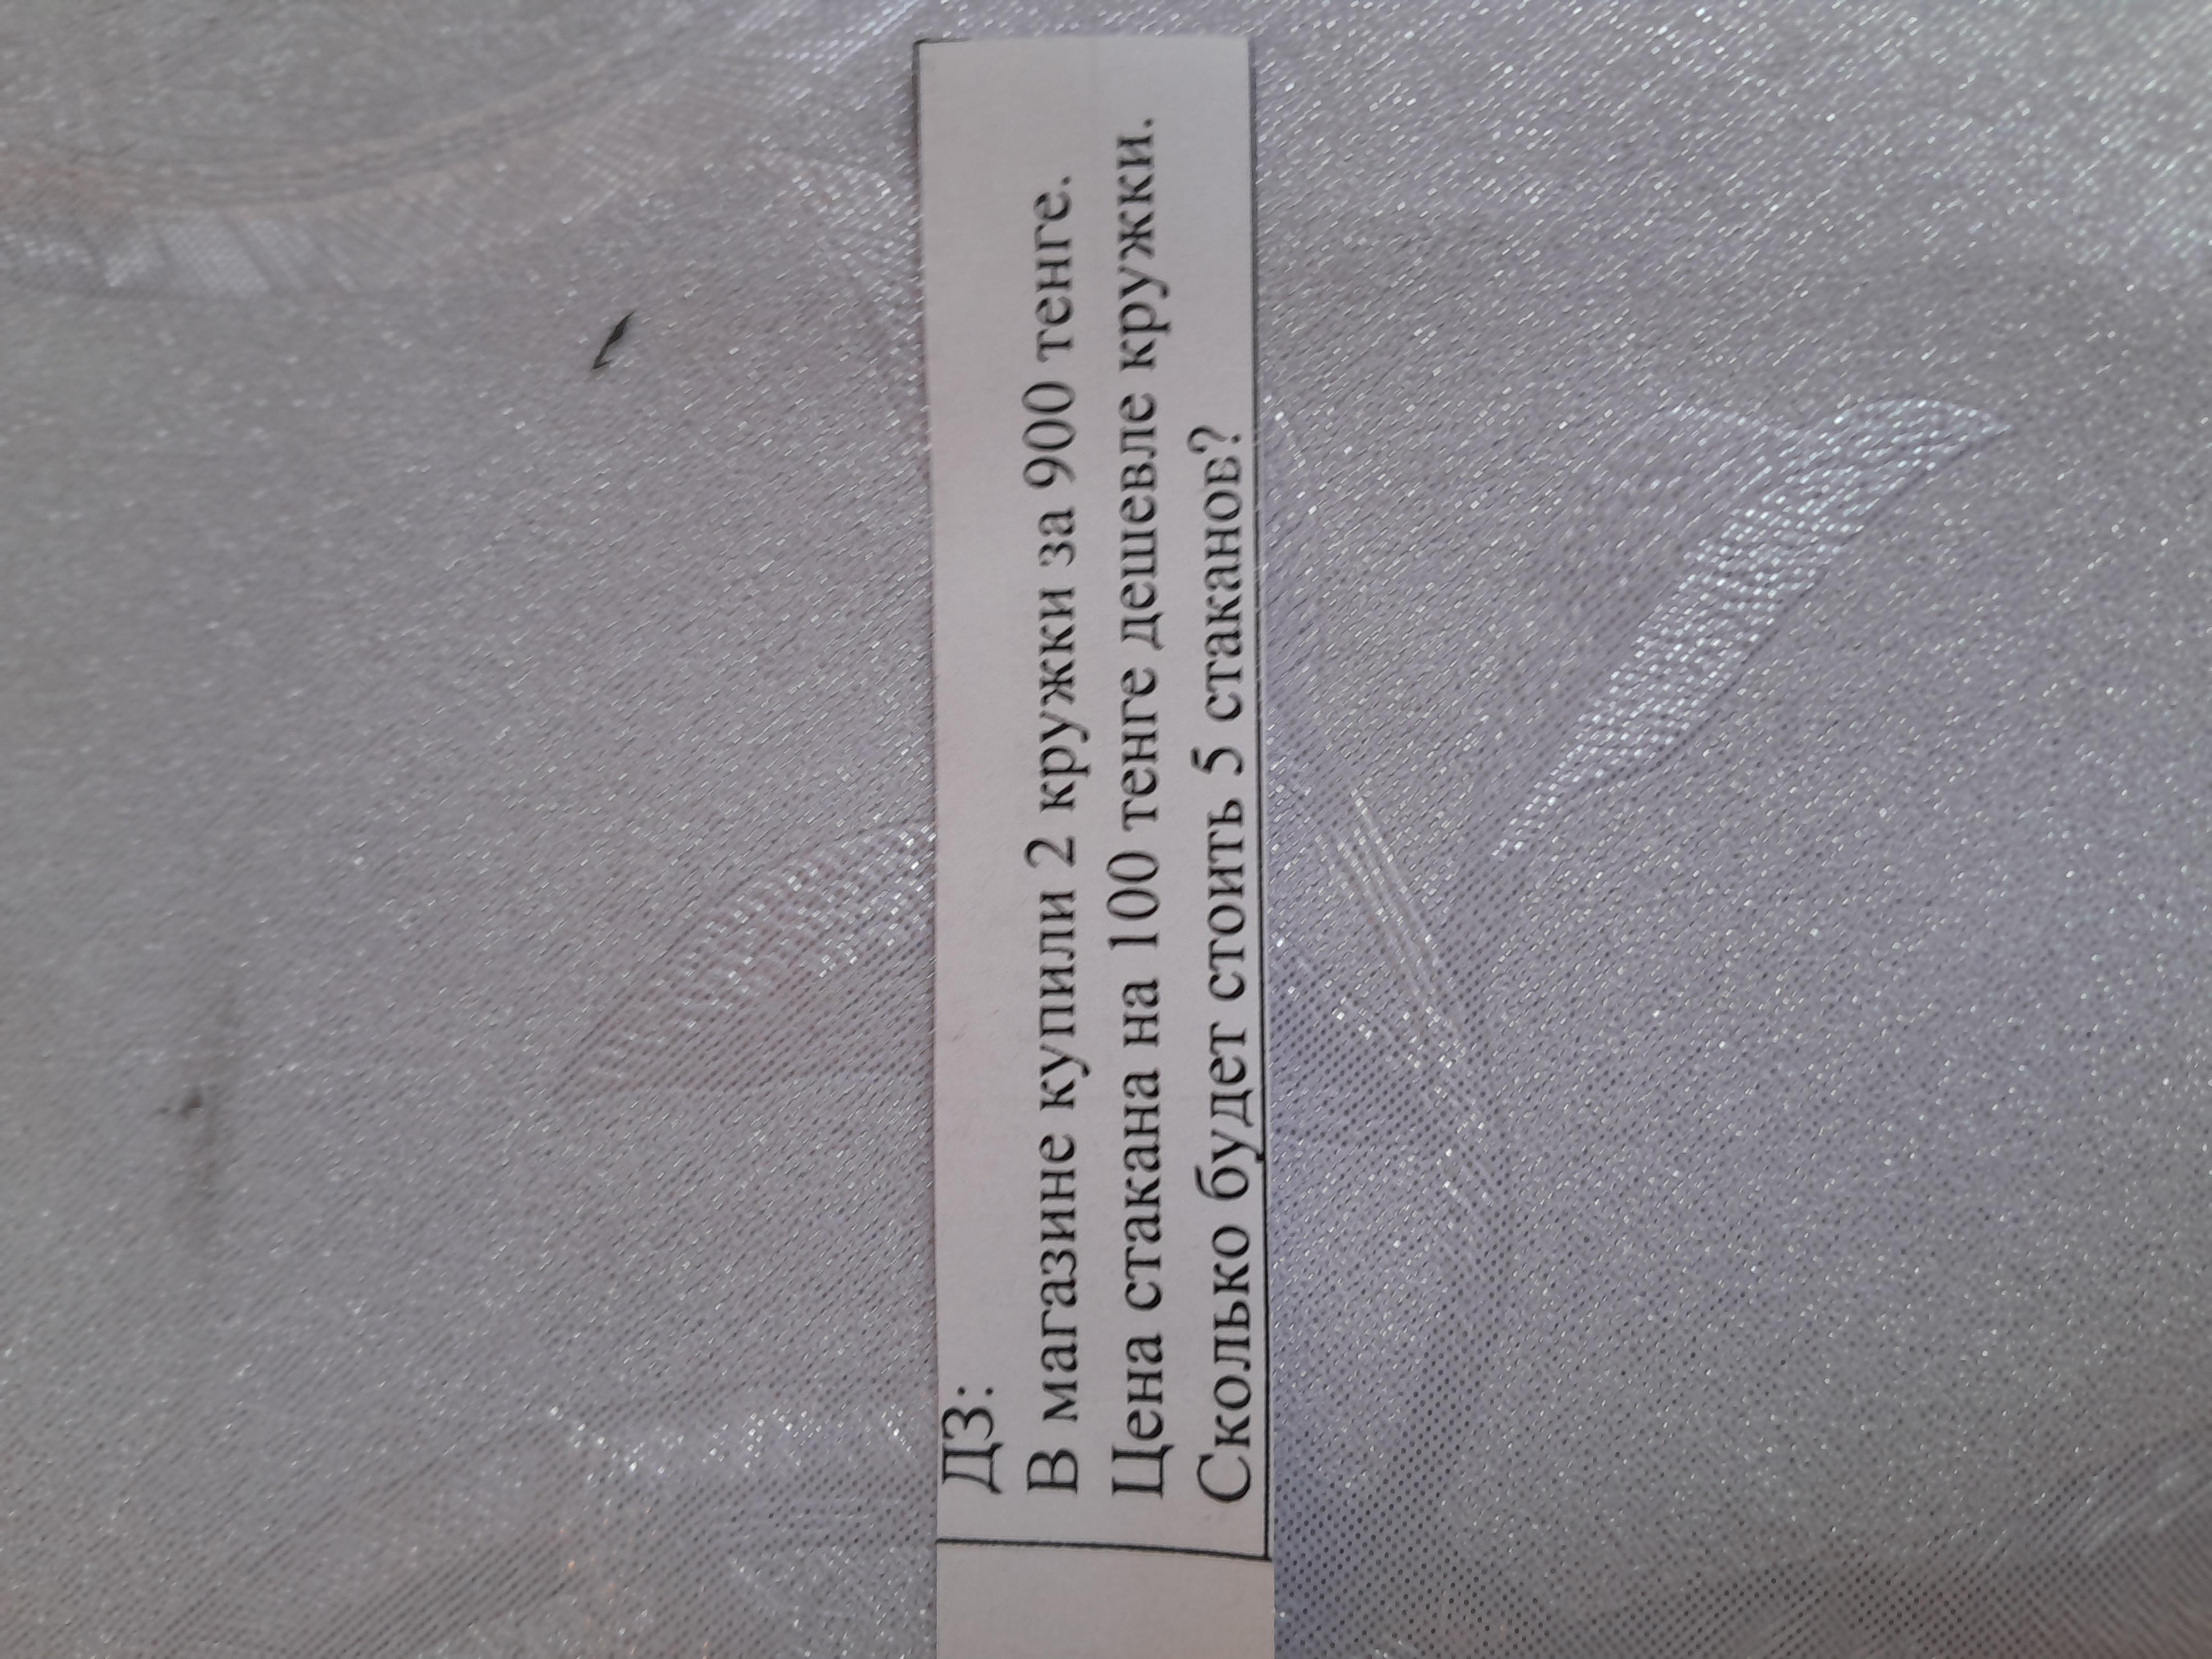 ДЗ:
В магазине купили 2 кружки за 900 тенге.
Цена стакана на 100 тенге дешевле кружки.
Сколько будет стоить 5 стаканов?